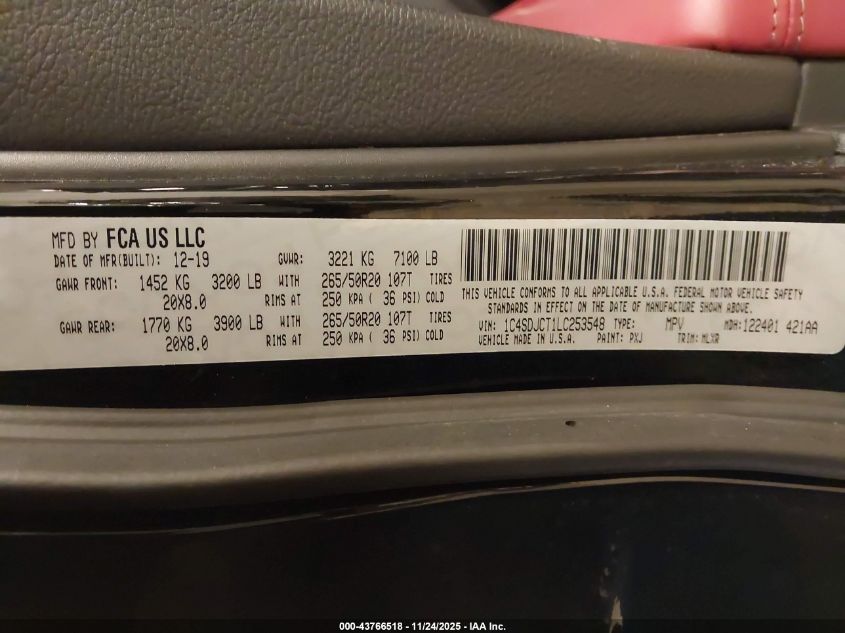 MFD BY FCA US LLC
DATE OF MFR(BUILT): 12-19 GVWR: 3221 KG 7100 LB
GAWR FRONT: 1452 KG 3200 LB WITH 265/50R20 107T TIRES
20X8.0 RIMS AT 250 KPA ( 36 PSI) COLD
GAWR REAR: 1770 KG 3900 LB WITH 265/50R20 107T TIRES
20X8.0 RIMS AT 250 KPA ( 36 PSI) COLD
THIS VEHICLE CONFORMS TO ALL APPLICABLE U.S.A. FEDERAL MOTOR VEHICLE SAFETY
STANDARDS IN EFFECT ON THE DATE OF MANUFACTURE SHOWN ABOVE.
VIN: 1C4SDJCT1LC253548 TYPE: MPV MDH:122401 421AA
VEHICLE MADE IN U.S.A. PAINT: PXJ TRIM: MLXR
000-43766518 - 11/24/2025 - IAA Inc.